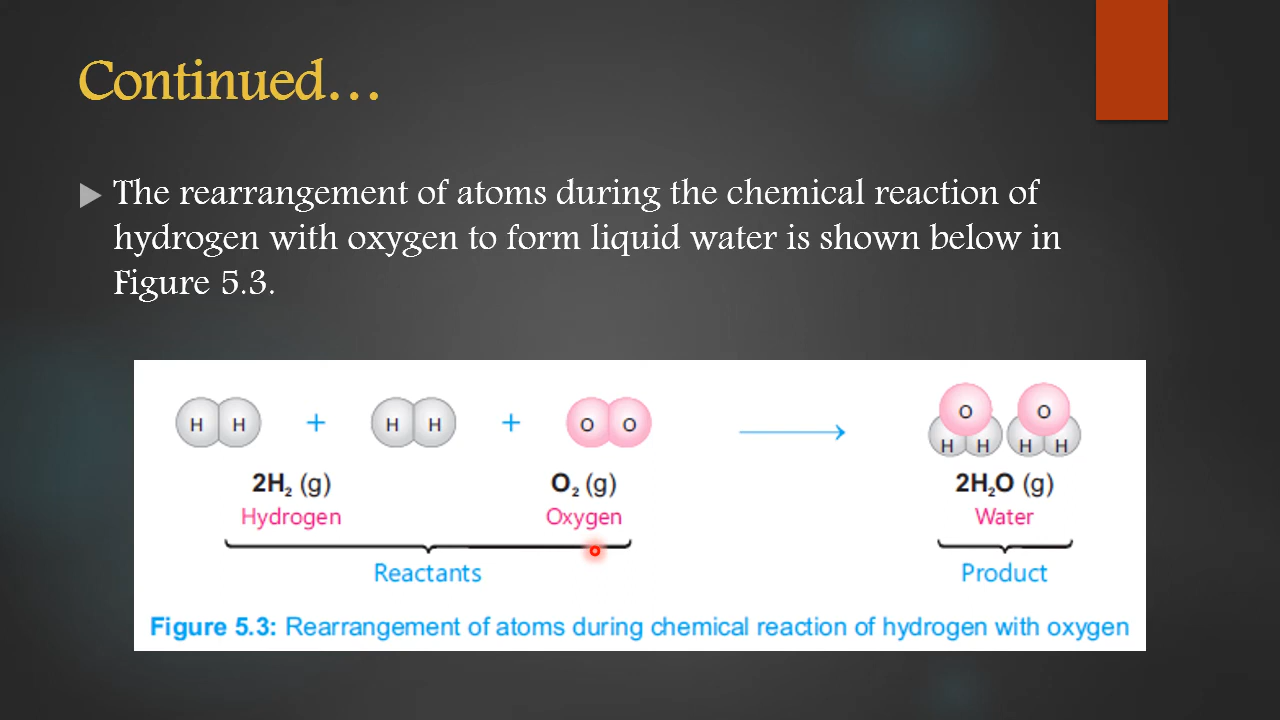 Continued...
The rearrangement of atoms during the chemical reaction of
hydrogen with oxygen to form liquid water is shown below in
Figure 5.3.
H H + H H + O O → O H H O H H
2H₂ (g) O₂ (g) 2H₂O (g)
Hydrogen Oxygen Water
Reactants Product
Figure 5.3: Rearrangement of atoms during chemical reaction of hydrogen with oxygen